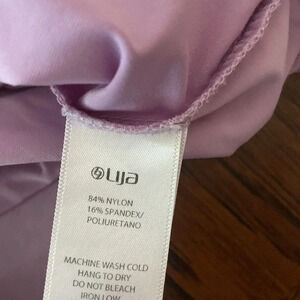 Lija
84% NYLON
16% SPANDEX/
POLIURETANO
MACHINE WASH COLD
HANG TO DRY
DO NOT BLEACH
IRON LOW